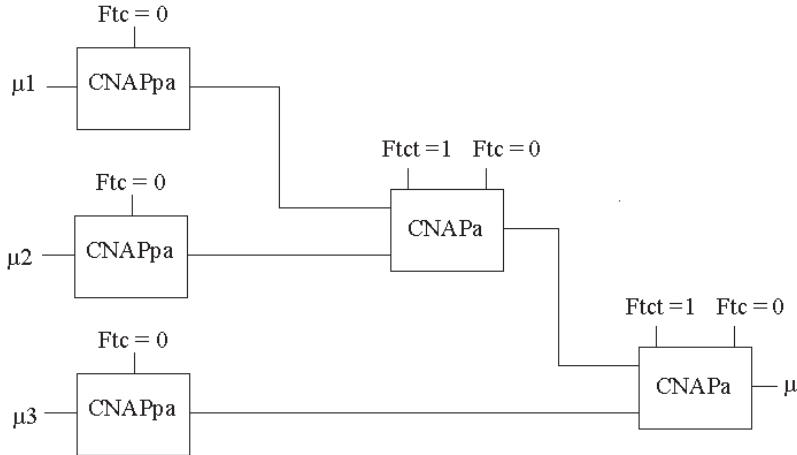 Ftc = 0
μ1
CNAPpa
Ftct = 1 Ftc = 0
Ftc = 0
CNAPa
μ2
CNAPpa
Ftct = 1 Ftc = 0
Ftc = 0
CNAPa
μ
μ3
CNAPpa